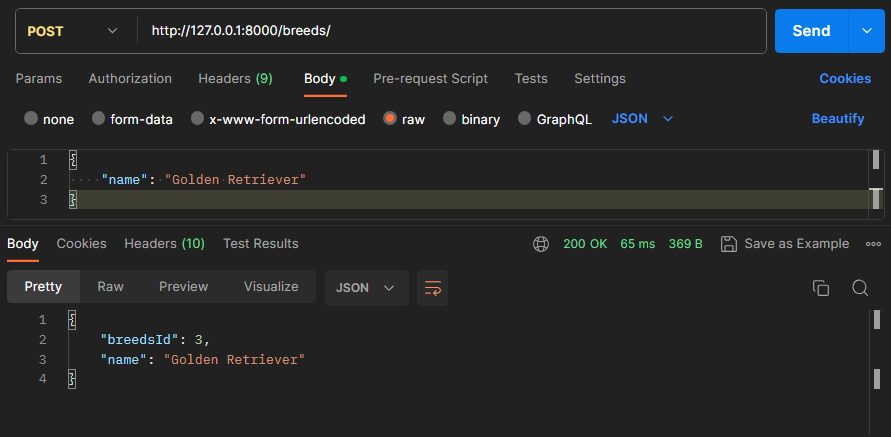 POST http://127.0.0.1:8000/breeds/ Send
Params Authorization Headers (9) Body Pre-request Script Tests Settings Cookies
none form-data x-www-form-urlencoded raw binary GraphQL JSON Beautify
1 {
2 "name": "Golden Retriever"
3 }
Body Cookies Headers (10) Test Results 200 OK 65 ms 369 B Save as Example
Pretty Raw Preview Visualize JSON
1 {
2 "breedsId": 3,
3 "name": "Golden Retriever"
4 }